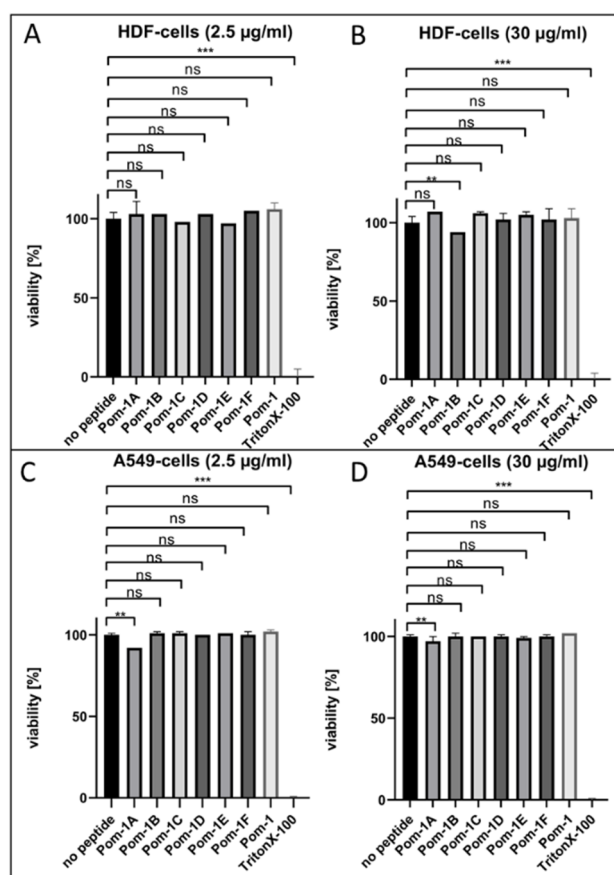 A
HDF-cells (2.5 µg/ml)
***
ns
ns
ns
ns
ns
ns
ns
viability [%]
100
50
0
no peptide
Pom-1A
Pom-1B
Pom-1C
Pom-1D
Pom-1E
Pom-1F
Pom-1
TritonX-100
B
HDF-cells (30 µg/ml)
***
ns
ns
ns
ns
ns
**
ns
viability [%]
100
50
0
no peptide
Pom-1A
Pom-1B
Pom-1C
Pom-1D
Pom-1E
Pom-1F
Pom-1
TritonX-100
C
A549-cells (2.5 µg/ml)
***
ns
ns
ns
ns
ns
ns
**
viability [%]
100
50
0
no peptide
Pom-1A
Pom-1B
Pom-1C
Pom-1D
Pom-1E
Pom-1F
Pom-1
TritonX-100
D
A549-cells (30 µg/ml)
***
ns
ns
ns
ns
ns
ns
**
viability [%]
100
50
0
no peptide
Pom-1A
Pom-1B
Pom-1C
Pom-1D
Pom-1E
Pom-1F
Pom-1
TritonX-100